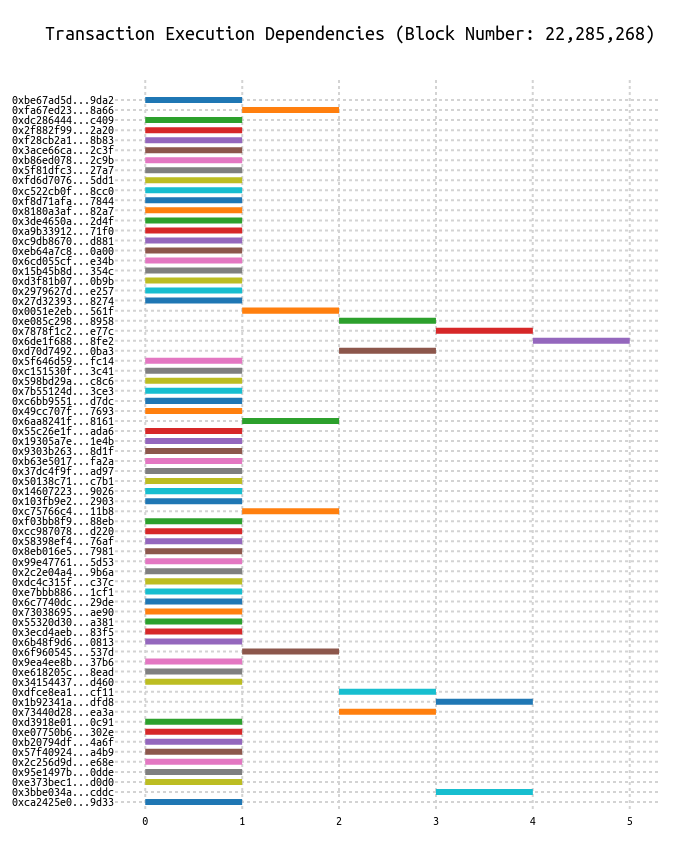 Transaction Execution Dependencies (Block Number: 22,285,268)
0xbe67ad5d...9da2
0xfa67ed23...8a66
0xdc286444...c409
0x2f882f99...2a20
0xf28cb2a1...8b83
0x3ace66ca...2c3f
0xb86ed078...2c9b
0x5f81dfc3...27a7
0xfd6d7076...5dd1
0xc522cb0f...8cc0
0xf8d71afa...7844
0x8180a3af...82a7
0x3de4650a...2d4f
0xa9b33912...71f0
0xc9db8670...d881
0xeb64a7c8...0a00
0x6cd055cf...e34b
0x15b45b8d...354c
0xd3f81b07...0b9b
0x2979627d...e257
0x27d32393...8274
0x0051e2eb...561f
0xe085c298...8958
0x7878f1c2...e77c
0x6de1f688...8fe2
0xd70d7492...0ba3
0x5f646d59...fc14
0xc151530f...3c41
0x598bd29a...c8c6
0x7b55124d...3ce3
0xc6bb9551...d7dc
0x49cc707f...7693
0x6aa8241f...8161
0x55c26e1f...ada6
0x19305a7e...1e4b
0x9303b263...8d1f
0xb63e5017...fa2a
0x37dc4f9f...ad97
0x50138c71...c7b1
0x14607223...9026
0x103fb9e2...2903
0xc75766c4...11b8
0xf03bb8f9...88eb
0xcc987078...d220
0x58398ef4...76af
0x8eb016e5...7981
0x99e47761...5d53
0x2c2e04a4...9b6a
0xdc4c315f...c37c
0xe7bbb886...1cf1
0x6c7740dc...29de
0x73038695...ae90
0x55320d30...a381
0x3ecd4aeb...83f5
0x6b48f9d6...0813
0x6f960545...537d
0x9ea4ee8b...37b6
0xe618205c...8ead
0x34154437...d460
0xdfce8ea1...cf11
0x1b92341a...dfd8
0x73440d28...ea3a
0xd3918e01...0c91
0xe07750b6...302e
0xb20794df...4a6f
0x57f40924...a4b9
0x2c256d9d...e68e
0x95e1497b...0dde
0xe373bec1...d0d0
0x3bbe034a...cddc
0xca2425e0...9d33
0 1 2 3 4 5